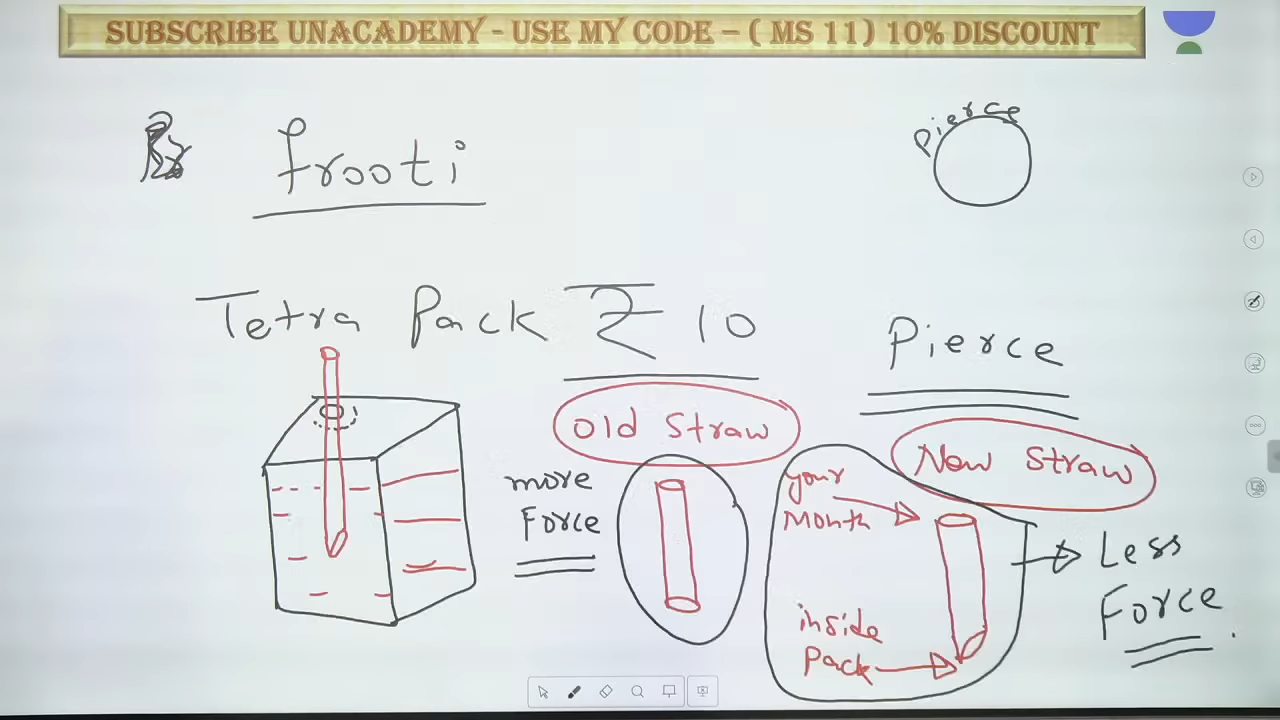 SUBSCRIBE UNACADEMY - USE MY CODE – ( MS 11) 10% DISCOUNT
Pierce
frooti
Tetra Pack ₹ 10
Pierce
Old Straw
New Straw
more
Force
your
Month
Less
Force
inside
Pack